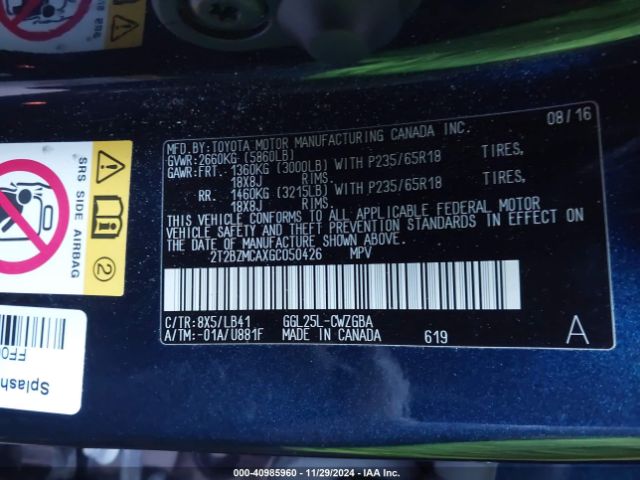 MFD.BY:TOYOTA MOTOR MANUFACTURING CANADA INC. 08/16
GVWR:2660KG (5860LB)
GAWR:FRT. 1360KG (3000LB) WITH P235/65R18 TIRES,
18X8J RIMS,
RR. 1460KG (3215LB) WITH P235/65R18 TIRES,
18X8J RIMS.
THIS VEHICLE CONFORMS TO ALL APPLICABLE FEDERAL MOTOR
VEHICLE SAFETY AND THEFT PREVENTION STANDARDS IN EFFECT ON
THE DATE OF MANUFACTURE SHOWN ABOVE.
2T2BZMCAXGC050426 MPV
C/TR:8X5/LB41 GGL25L-CWZGBA
A/TM:-01A/U881F MADE IN CANADA 619 A
SRS SIDE AIRBAG
2
Splash
000-40985960 - 11/29/2024 - IAA Inc.